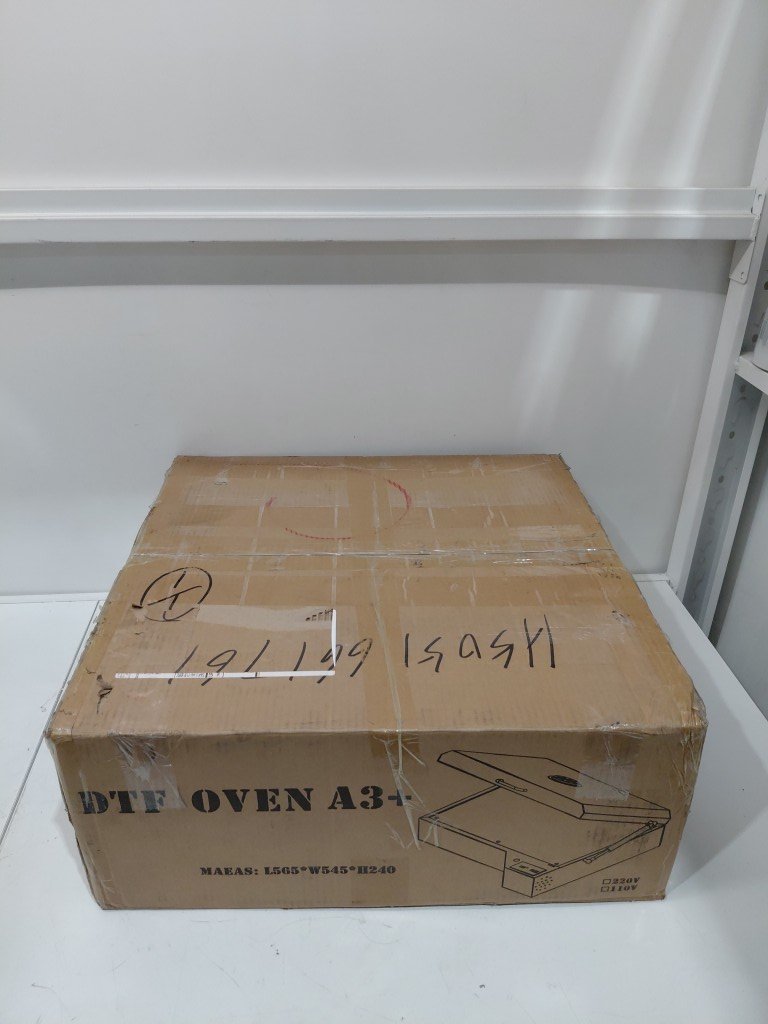 DTF OVEN A3+
MAEAS: L565*W545*H240
220V
110V